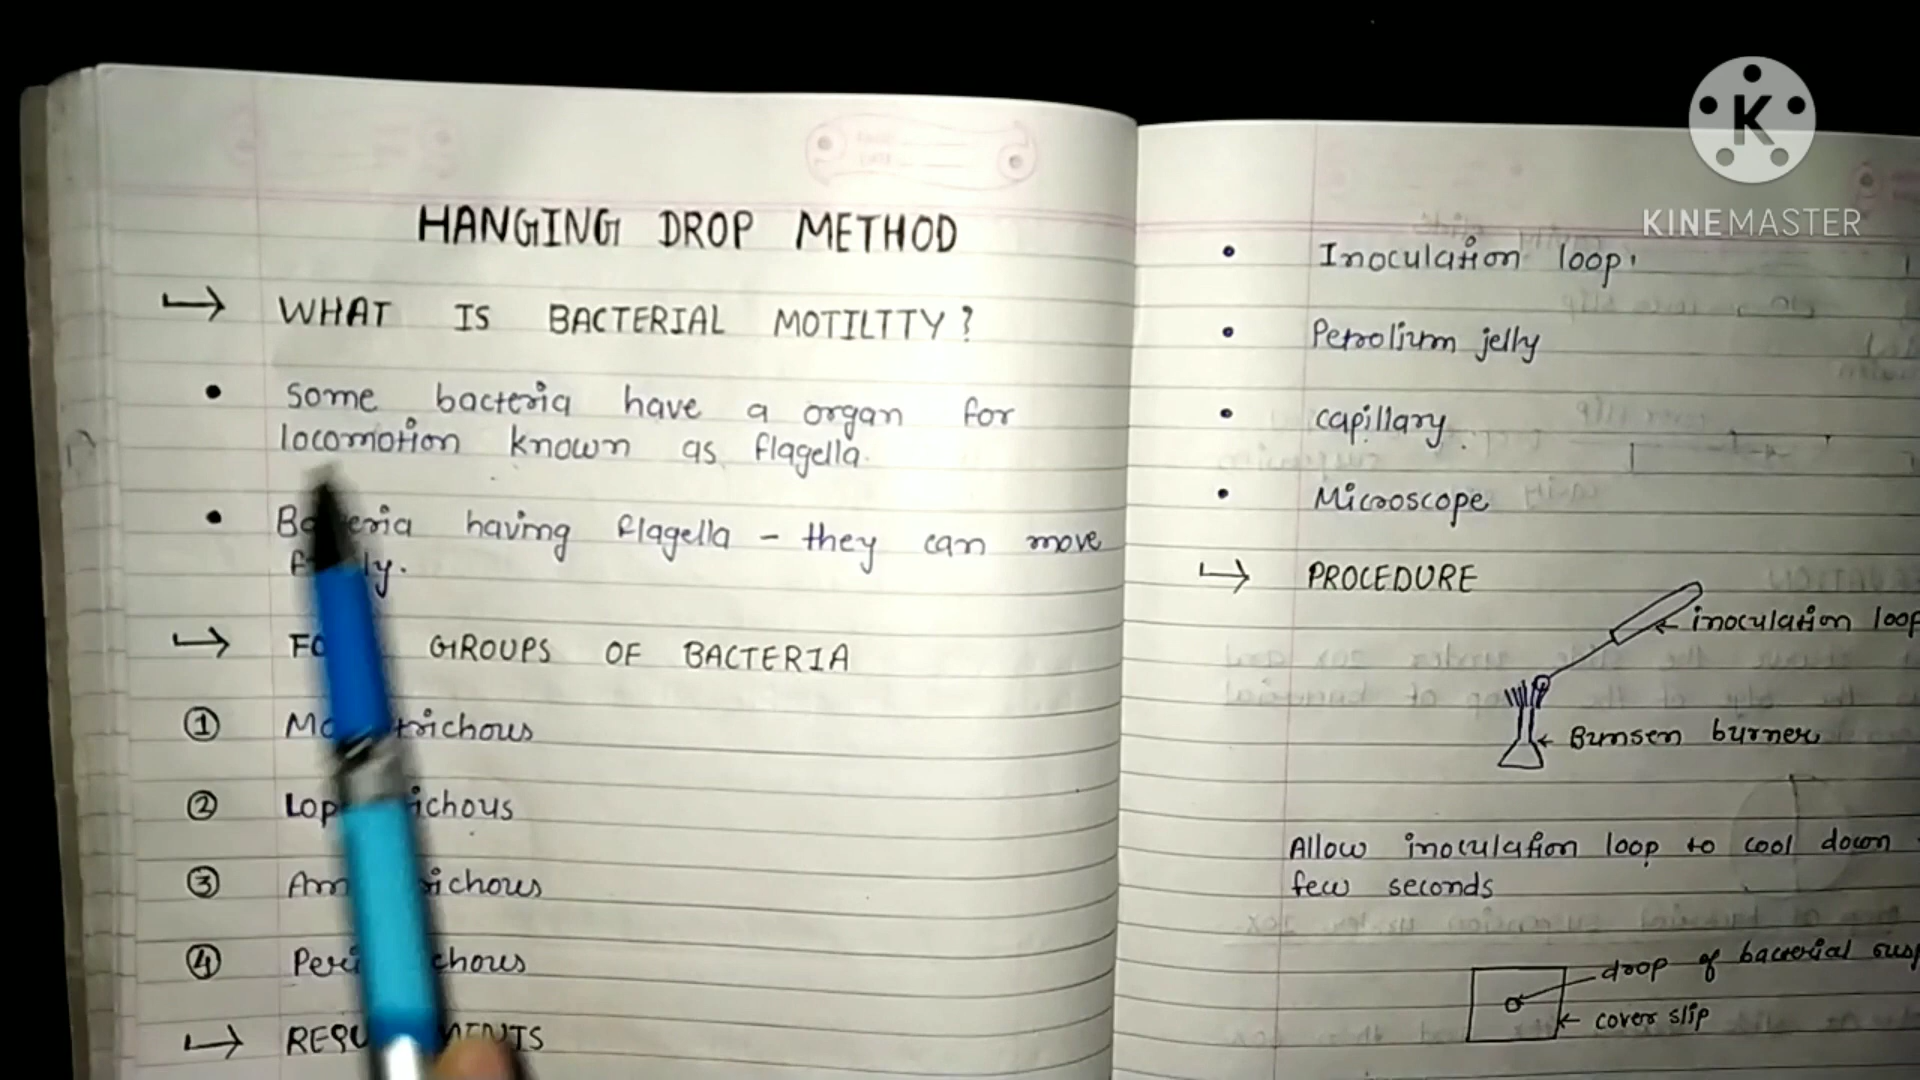 HANGING DROP METHOD
WHAT IS BACTERIAL MOTILTTY?
Some bacteria have a organ for
locomotion known as flagella.
having flagella – they can move
GROUPS OF BACTERIA
①
②
③
④
Inoculation loop.
Petrolium jelly
capillary
Microscope
PROCEDURE
inoculation loop
Bunsen burner
Allow inoculation loop to cool down
few seconds
drop of bacterial
cover slip
KINEMASTER